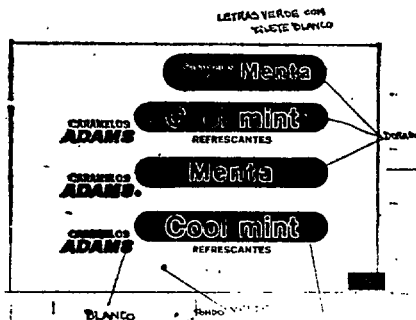 LETRAS VERDE CON
FILETE BLANCO
Menta
CARAMELOS
ADAMS
Cool mint
REFRESCANTES
DORADO
CARAMELOS
ADAMS.
Menta
CARAMELOS
ADAMS
Cool mint
REFRESCANTES
BLANCO
FONDO